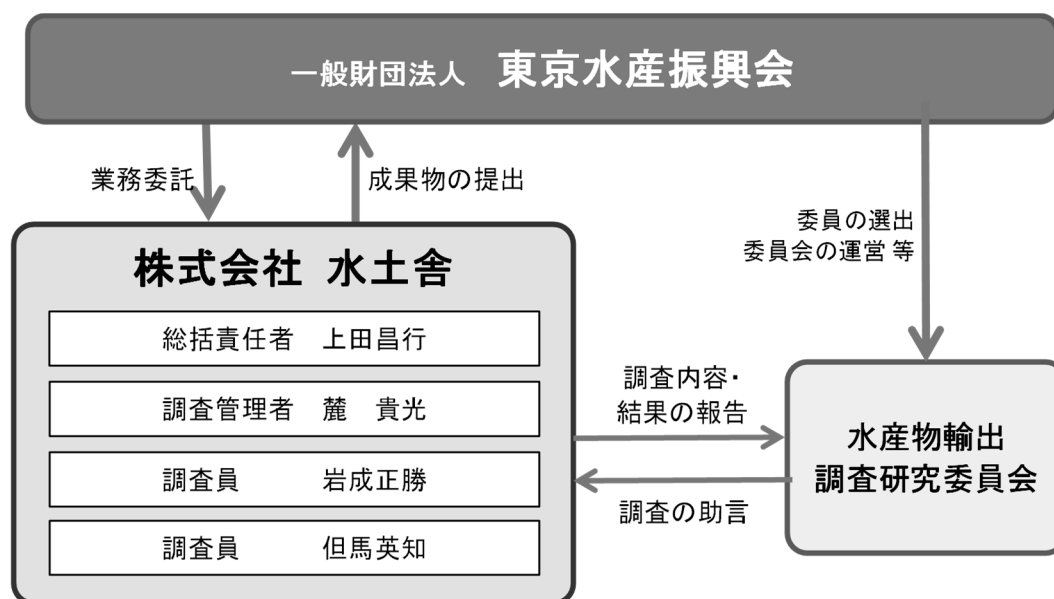 一般財団法人 東京水産振興会
業務委託
成果物の提出
委員の選出
委員会の運営 等
株式会社 水土舎
総括責任者 上田昌行
調査管理者 麓 貴光
調査員 岩成正勝
調査員 但馬英知
調査内容・
結果の報告
調査の助言
水産物輸出
調査研究委員会